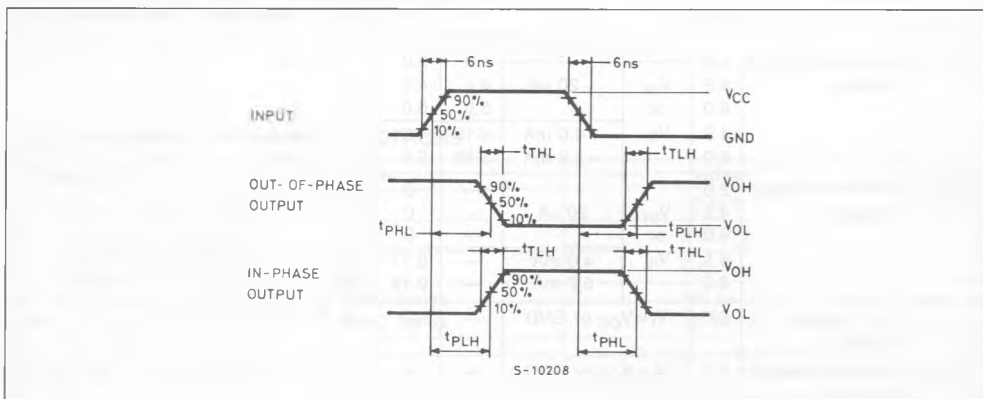 6ns 6ns
90%
50%
10%
INPUT
VCC
GND
tTHL tTLH
OUT-OF-PHASE
OUTPUT
90%
50%
10%
VOH
VOL
tPHL tPLH
tTLH tTHL
IN-PHASE
OUTPUT
90%
50%
10%
VOH
VOL
tPLH tPHL
S-10208